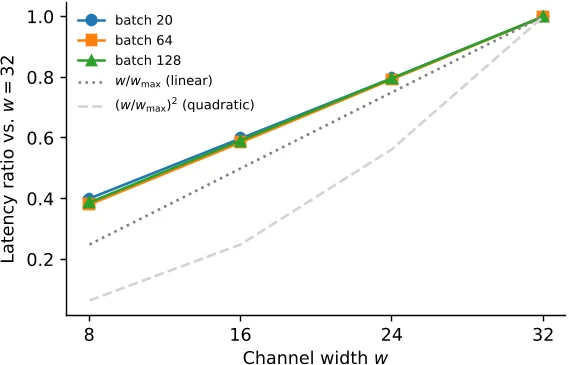 1.0
0.8
0.6
0.4
0.2
Latency ratio vs. w = 32
batch 20
batch 64
batch 128
w/wmax (linear)
(w/wmax)² (quadratic)
8 16 24 32
Channel width w